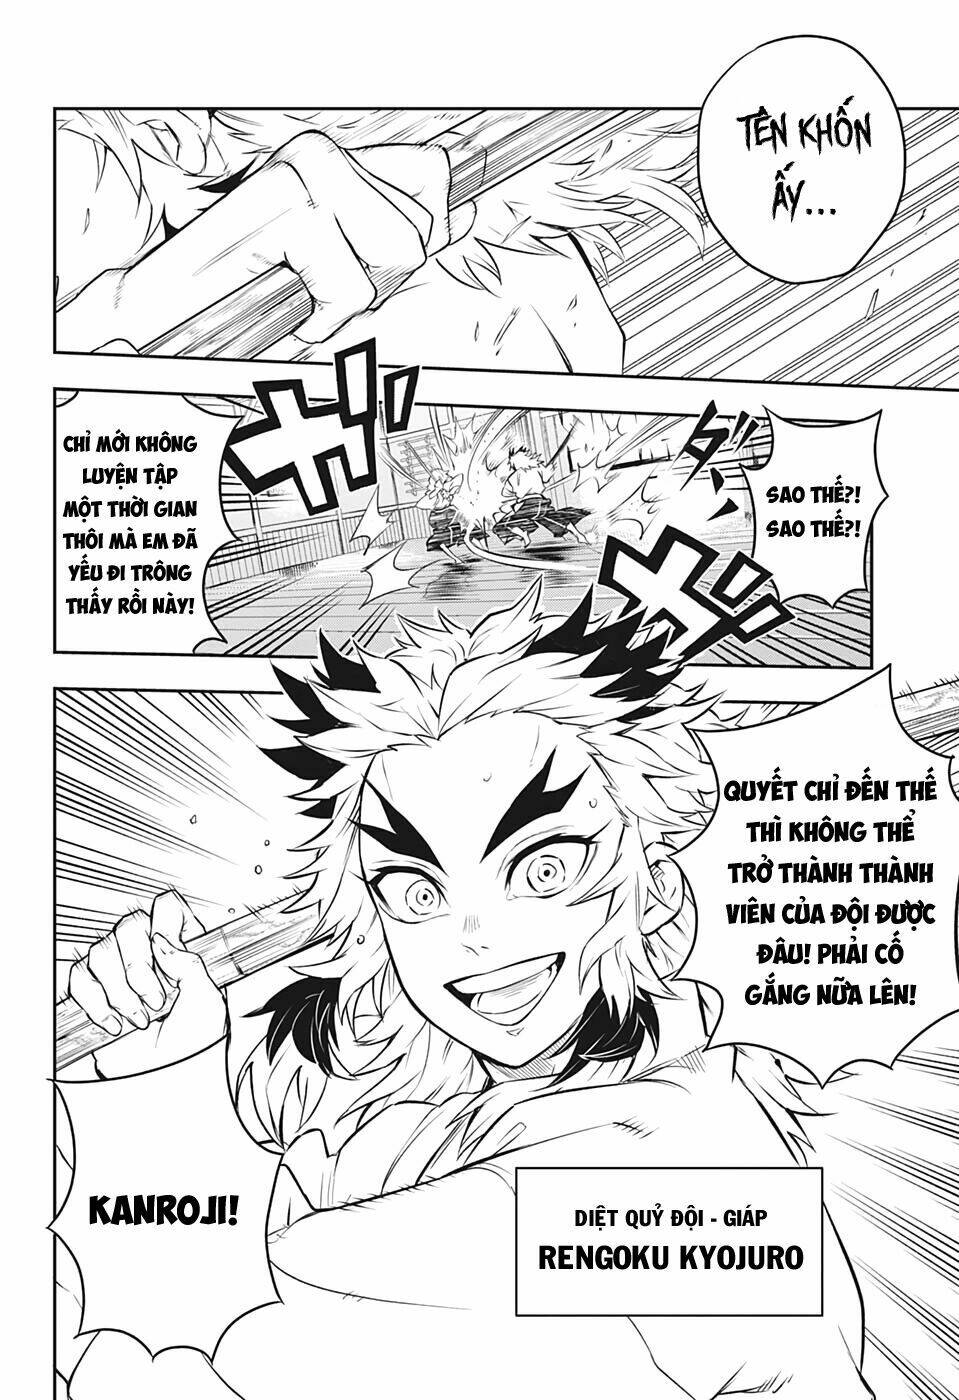 TÊN KHỐN
ẤY...
SAO THẾ?!
SAO THẾ?!
CHỈ MỚI KHÔNG
LUYỆN TẬP
MỘT THỜI GIAN
THÔI MÀ EM ĐÃ
YẾU ĐI TRÔNG
THẤY RỒI NÀY!
QUYẾT CHỈ ĐẾN THẾ
THÌ KHÔNG THỂ
TRỞ THÀNH THÀNH
VIÊN CỦA ĐỘI ĐƯỢC
ĐÂU! PHẢI CỐ
GẮNG NỮA LÊN!
KANROJI!
DIỆT QUỶ ĐỘI - GIÁP
RENGOKU KYOJURO